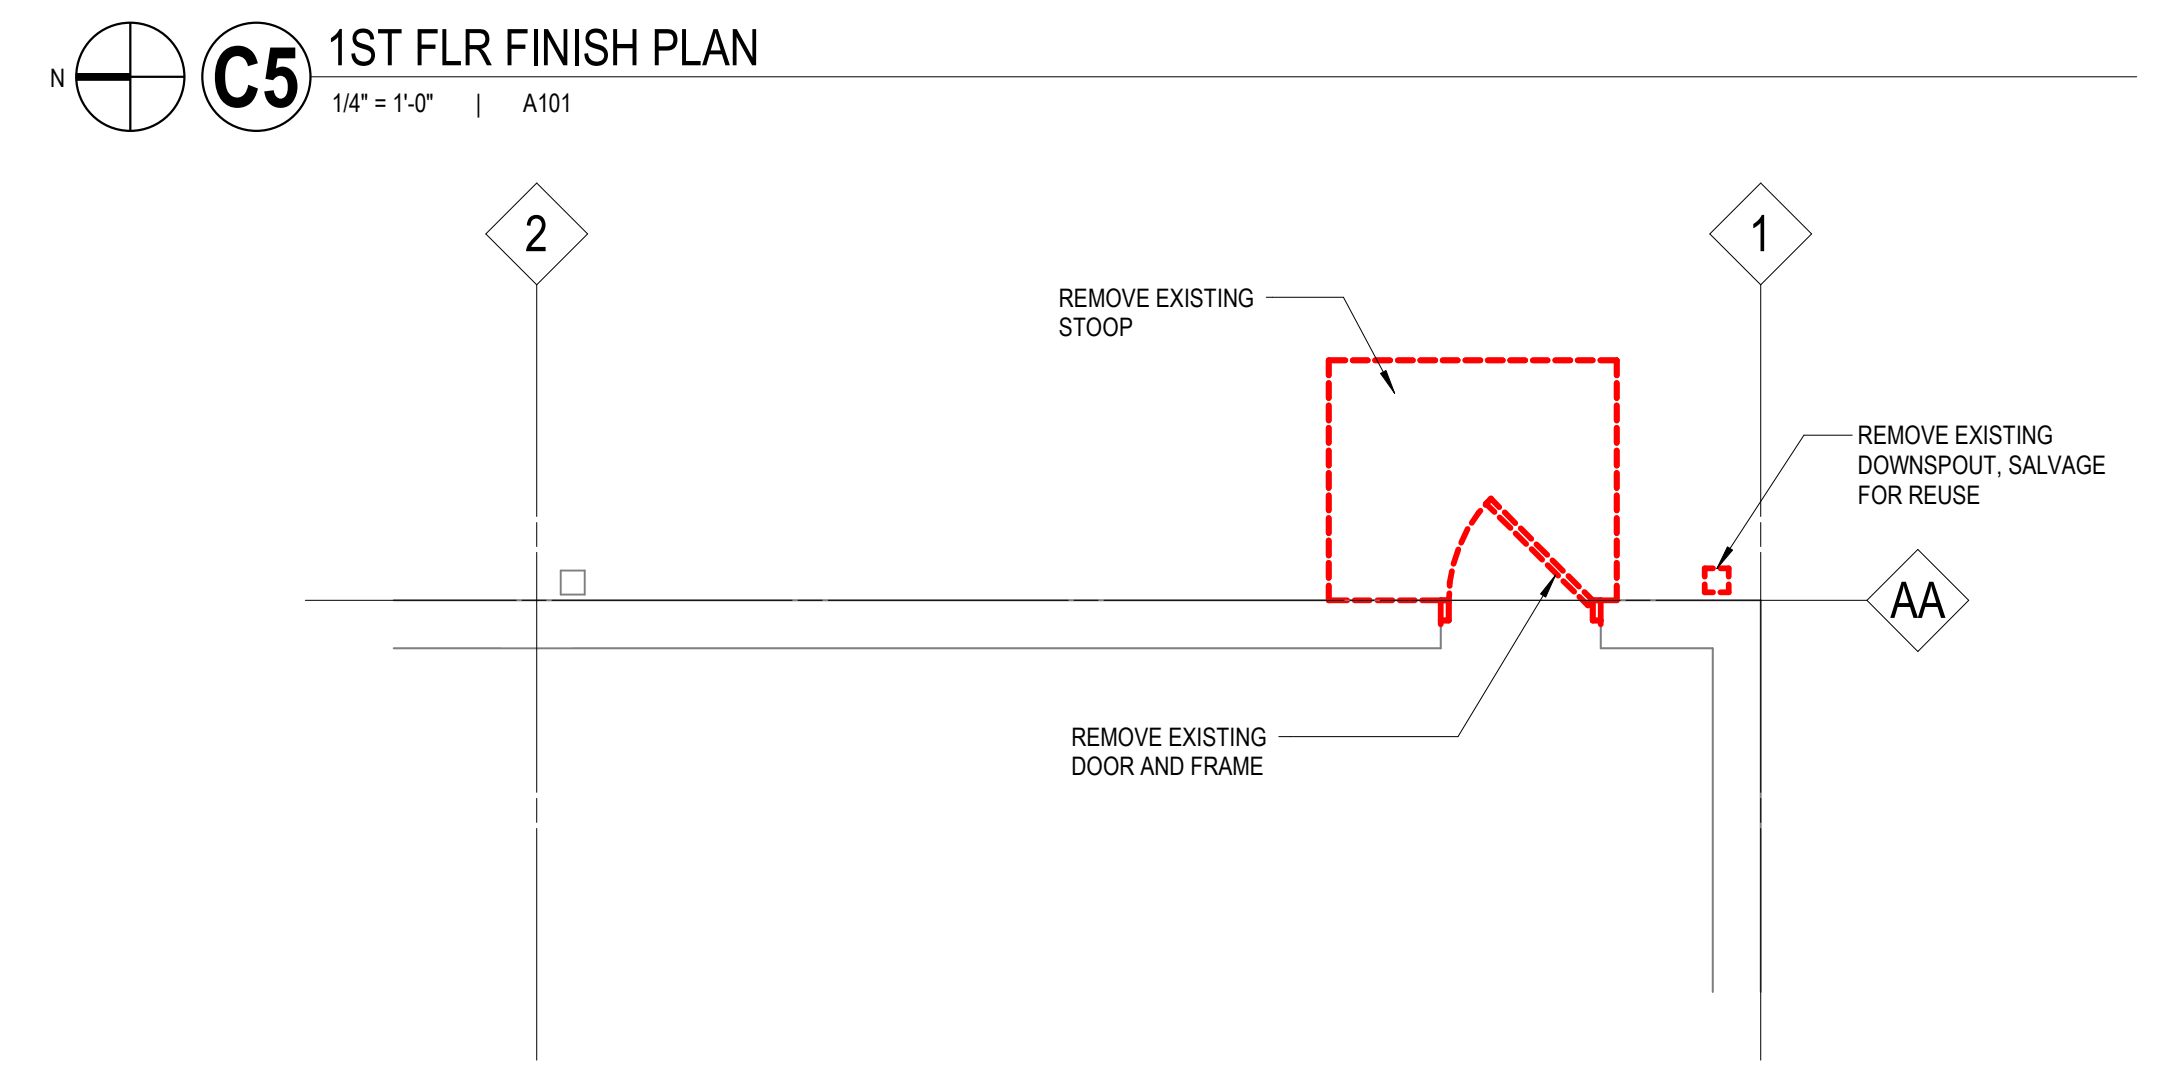 N
C5
1ST FLR FINISH PLAN
1/4" = 1'-0" | A101
2
1
REMOVE EXISTING
STOOP
REMOVE EXISTING
DOWNSPOUT, SALVAGE
FOR REUSE
AA
REMOVE EXISTING
DOOR AND FRAME